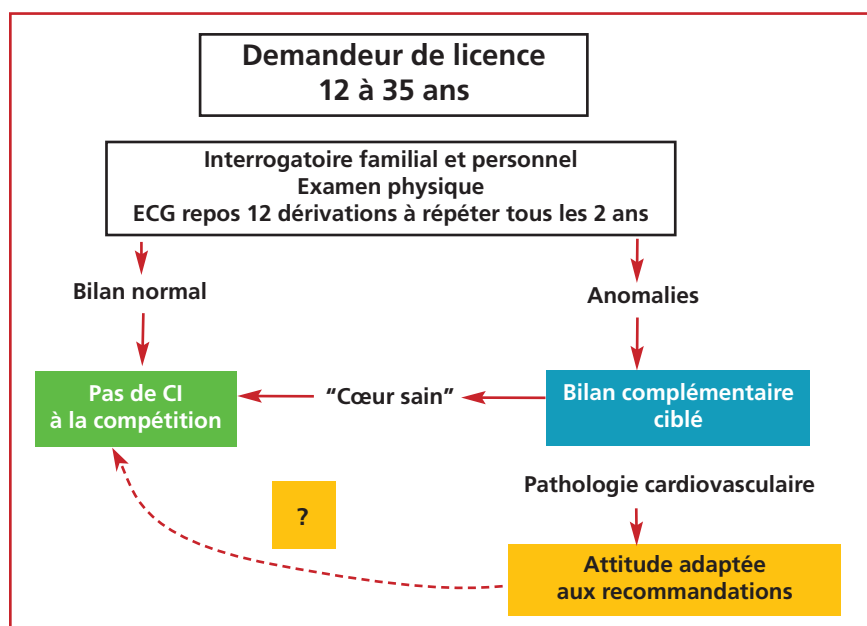 Demandeur de licence
12 à 35 ans
Interrogatoire familial et personnel
Examen physique
ECG repos 12 dérivations à répéter tous les 2 ans
Bilan normal
Anomalies
Pas de CI
à la compétition
“Cœur sain”
Bilan complémentaire
ciblé
Pathologie cardiovasculaire
?
Attitude adaptée
aux recommandations